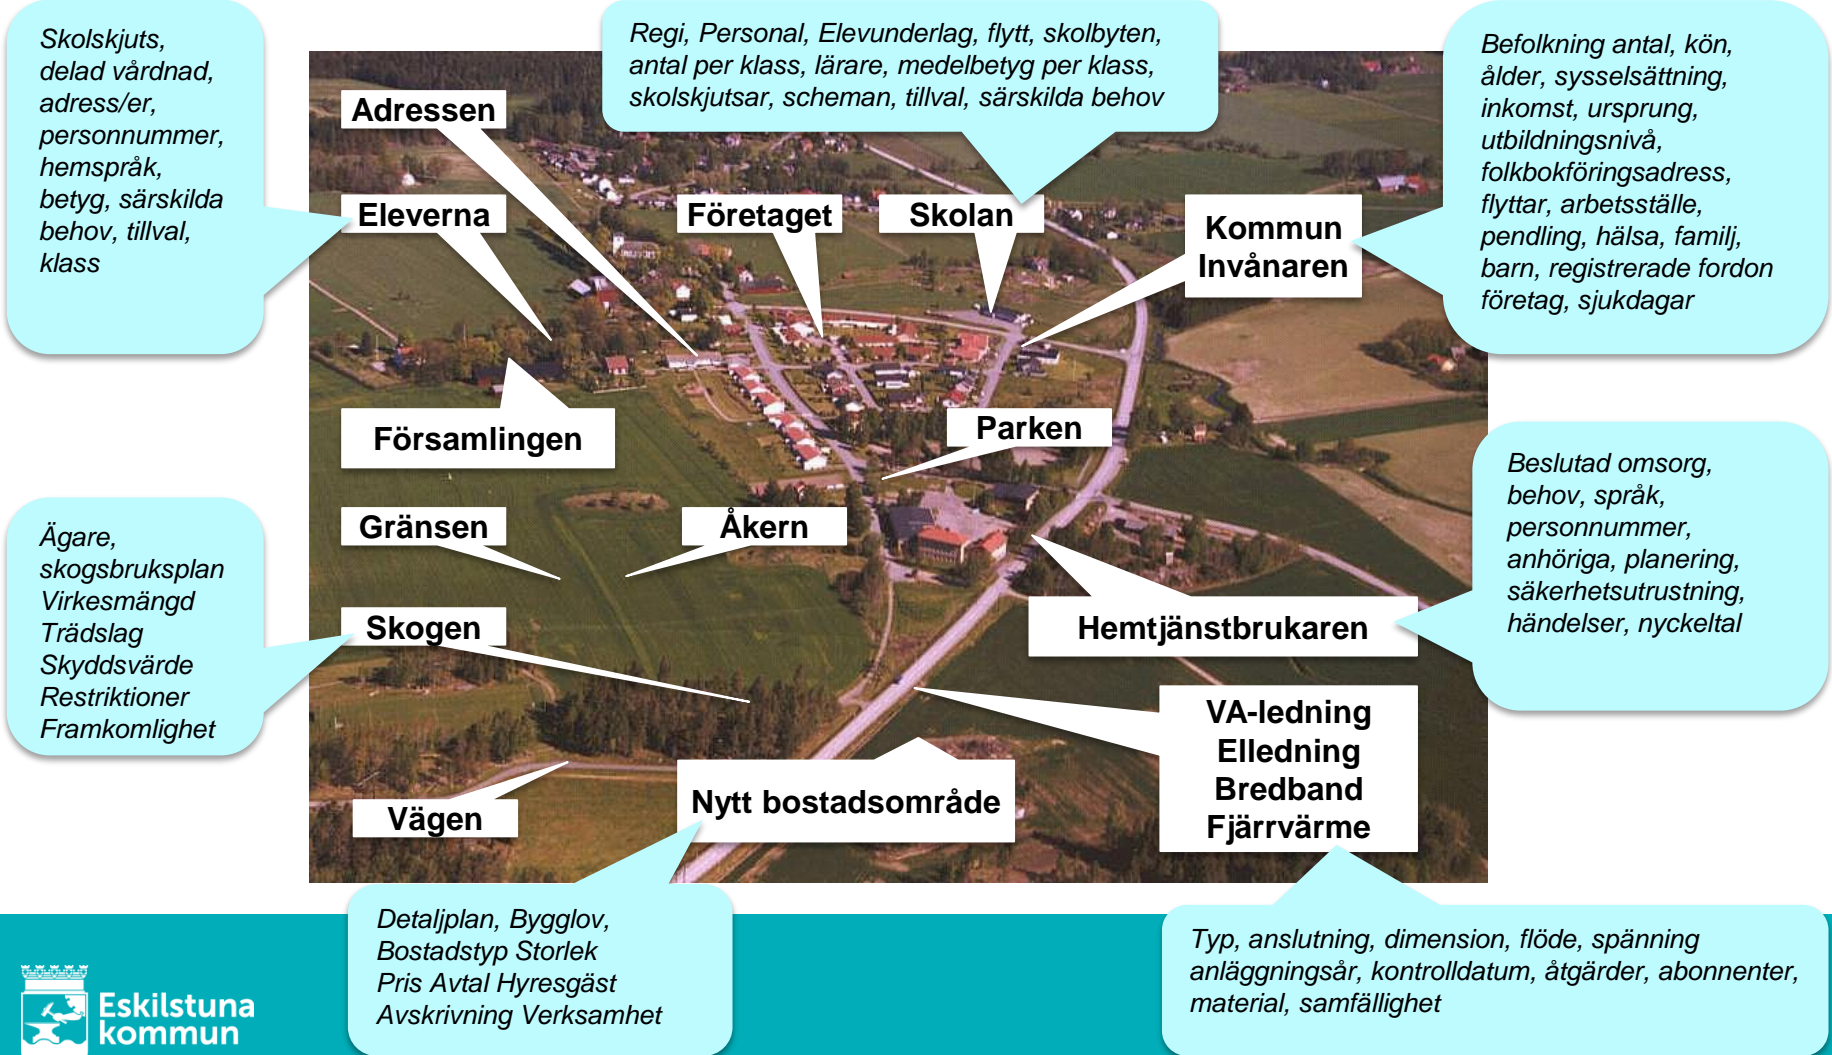 Skolskjuts,
delad vårdnad,
adress/er,
personnummer,
hemspråk,
betyg, särskilda
behov, tillval,
klass
Regi, Personal, Elevunderlag, flytt, skolbyten,
antal per klass, lärare, medelbetyg per klass,
skolskjutsar, scheman, tillval, särskilda behov
Befolkning antal, kön,
ålder, sysselsättning,
inkomst, ursprung,
utbildningsnivå,
folkbokföringsadress,
flyttar, arbetsställe,
pendling, hälsa, familj,
barn, registrerade fordon
företag, sjukdagar
Adressen
Eleverna
Företaget
Skolan
Kommun
Invånaren
Församlingen
Parken
Gränsen
Åkern
Skogen
Hemtjänstbrukaren
Ägare,
skogsbruksplan
Virkesmängd
Trädslag
Skyddsvärde
Restriktioner
Framkomlighet
Beslutad omsorg,
behov, språk,
personnummer,
anhöriga, planering,
säkerhetsutrustning,
händelser, nyckeltal
VA-ledning
Elledning
Bredband
Fjärrvärme
Vägen
Nytt bostadsområde
Detaljplan, Bygglov,
Bostadstyp Storlek
Pris Avtal Hyresgäst
Avskrivning Verksamhet
Typ, anslutning, dimension, flöde, spänning
anläggningsår, kontrolldatum, åtgärder, abonnenter,
material, samfällighet
Eskilstuna
kommun